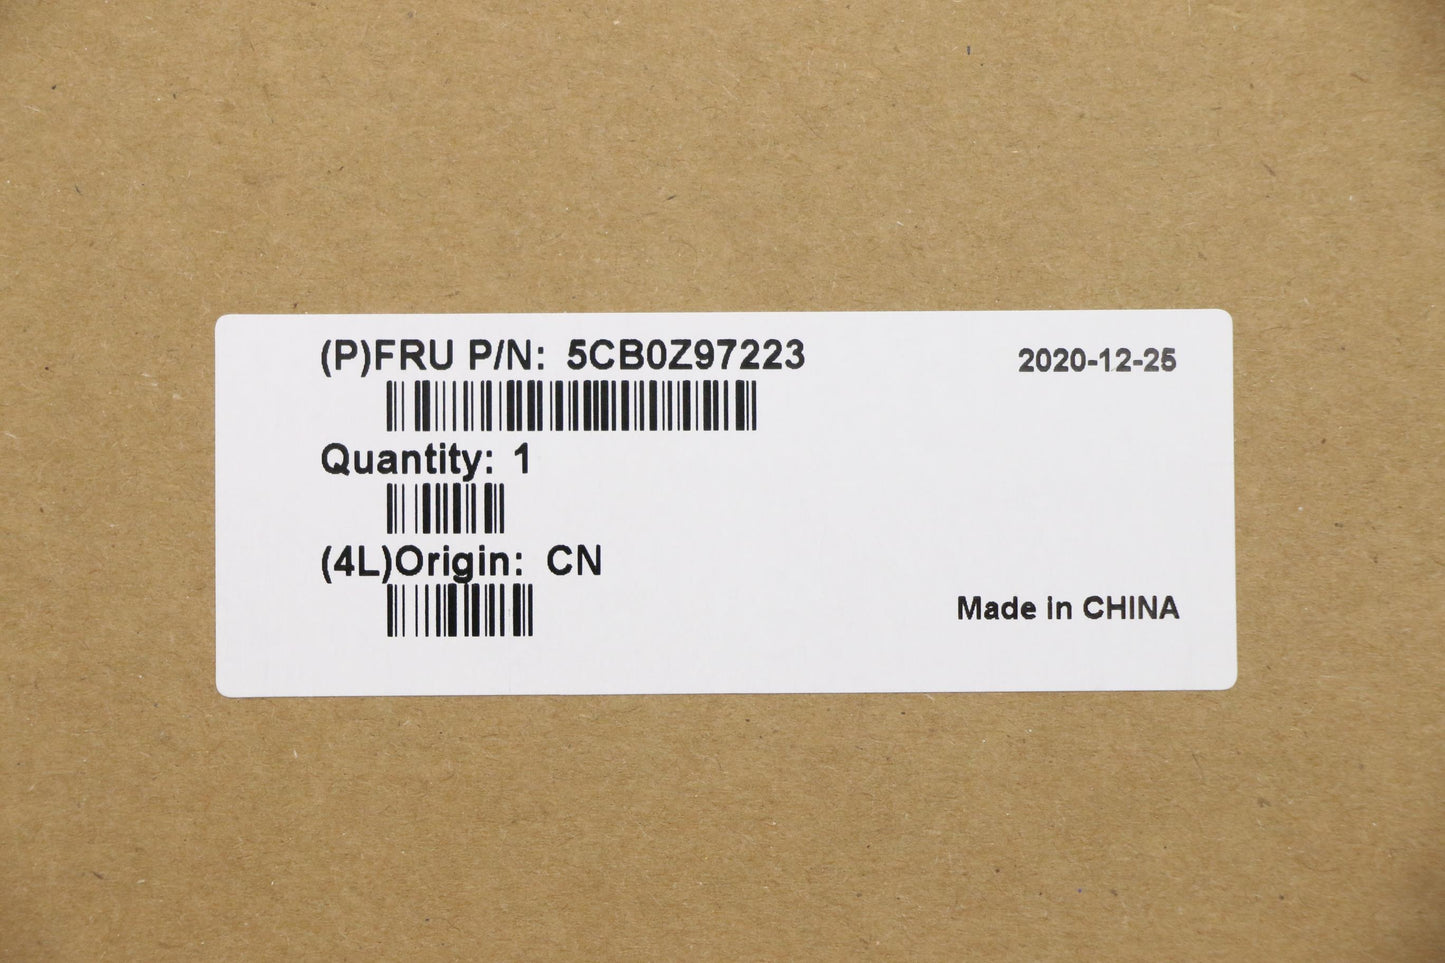 (P)FRU P/N: 5CB0Z97223
2020-12-25
Quantity: 1
(4L)Origin: CN
Made in CHINA